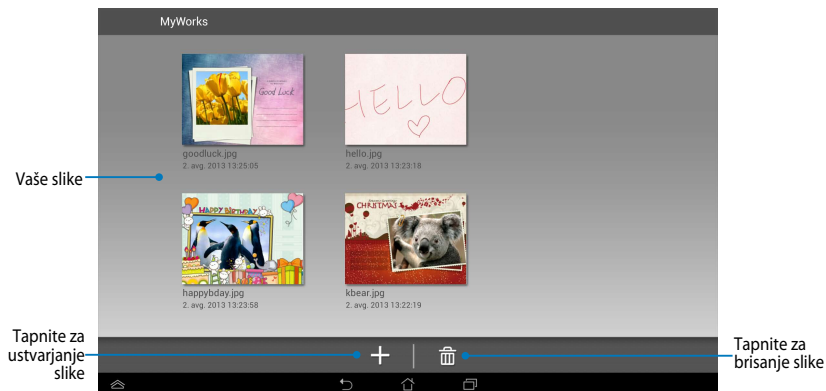 MyWorks
Good Luck
HELLO
goodluck.jpg
2. avg. 2013 13:25:05
hello.jpg
2. avg. 2013 13:23:18
Vaše slike
HAPPY BIRTHDAY
CHRISTMAS
happybday.jpg
2. avg. 2013 13:23:58
kbear.jpg
2. avg. 2013 13:22:19
Tapnite za
ustvarjanje
slike
Tapnite za
brisanje slike